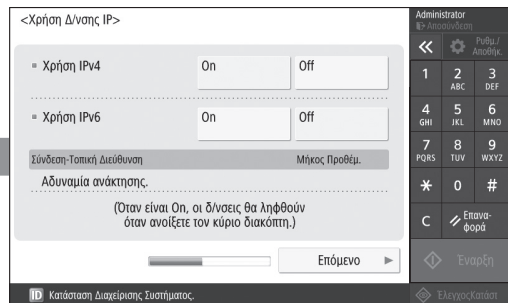 <Χρήση Δ/νσης IP>
Χρήση IPv4 On Off
Χρήση IPv6 On Off
Σύνδεση-Τοπική Διεύθυνση Μήκος Προθέμ.
Αδυναμία ανάκτησης.
(Όταν είναι On, οι δ/νσεις θα ληφθούν
όταν ανοίξετε τον κύριο διακόπτη.)
Επόμενο
ID Κατάσταση Διαχείρισης Συστήματος.
Administrator
Αποσύνδεση
Ρυθμ./
Αποθήκ.
1 2 3
ABC DEF
4 5 6
GHI JKL MNO
7 8 9
PQRS TUV WXYZ
* 0 #
C Επανα-
φορά
Έναρξη
ID ΈλεγχοςΚατάστ